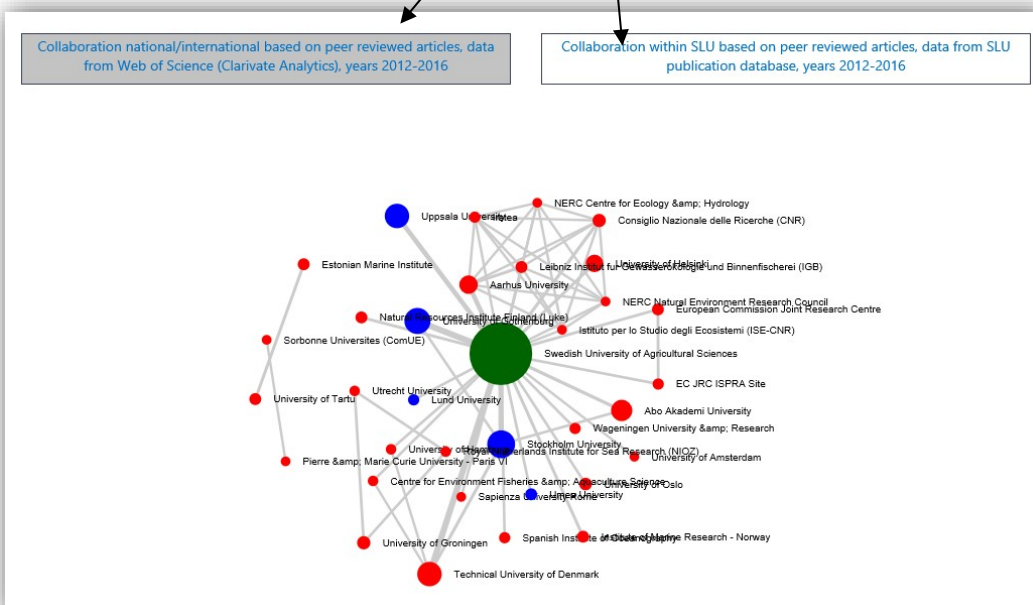 Collaboration national/international based on peer reviewed articles, data
from Web of Science (Clarivate Analytics), years 2012-2016
Collaboration within SLU based on peer reviewed articles, data from SLU
publication database, years 2012-2016
NERC Centre for Ecology &amp; Hydrology
Uppsala University
Irstea
Consiglio Nazionale delle Ricerche (CNR)
Estonian Marine Institute
University of Helsinki
Leibniz Institut fur Gewasserokologie und Binnenfischerei (IGB)
Aarhus University
NERC Natural Environment Research Council
European Commission Joint Research Centre
Natural Resources Institute Finland (Luke)
University of Gothenburg
Istituto per lo Studio degli Ecosistemi (ISE-CNR)
Sorbonne Universites (ComUE)
Swedish University of Agricultural Sciences
EC JRC ISPRA Site
Utrecht University
University of Tartu
Lund University
Abo Akademi University
Wageningen University &amp; Research
Stockholm University
University of Hamburg
Royal Netherlands Institute for Sea Research (NIOZ)
University of Amsterdam
Pierre &amp; Marie Curie University - Paris VI
Centre for Environment Fisheries &amp; Aquaculture Science
University of Oslo
Sapienza University Rome
Umea University
Spanish Institute of Oceanography
Institute of Marine Research - Norway
University of Groningen
Technical University of Denmark